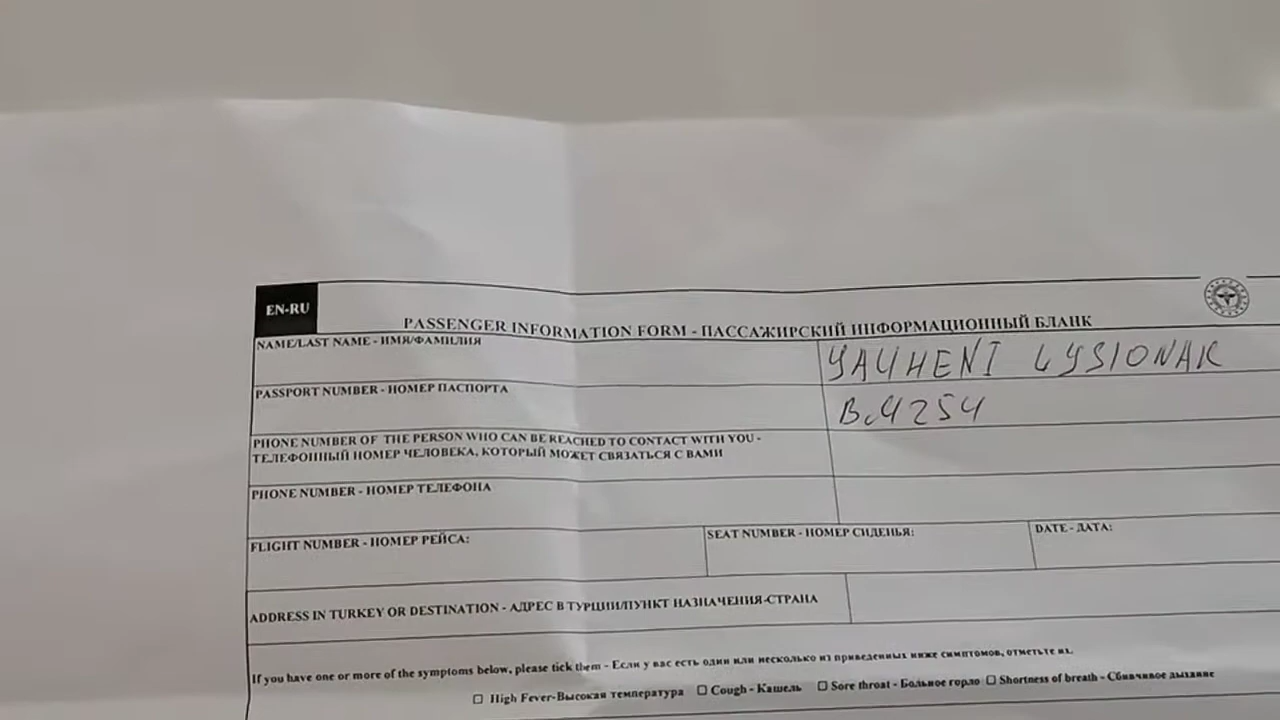 EN-RU
PASSENGER INFORMATION FORM - ПАССАЖИРСКИЙ ИНФОРМАЦИОННЫЙ БЛАНК
NAME/LAST NAME - ИМЯ/ФАМИЛИЯ YAUHENI LYSIONAK
PASSPORT NUMBER - НОМЕР ПАСПОРТА
PHONE NUMBER OF THE PERSON WHO CAN BE REACHED TO CONTACT WITH YOU -
ТЕЛЕФОННЫЙ НОМЕР ЧЕЛОВЕКА, КОТОРЫЙ МОЖЕТ СВЯЗАТЬСЯ С ВАМИ
PHONE NUMBER - НОМЕР ТЕЛЕФОНА
FLIGHT NUMBER - НОМЕР РЕЙСА: SEAT NUMBER - НОМЕР СИДЕНЬЯ: DATE - ДАТА:
ADDRESS IN TURKEY OR DESTINATION - АДРЕС В ТУРЦИИ/ПУНКТ НАЗНАЧЕНИЯ-СТРАНА
If you have one or more of the symptoms below, please tick them - Если у вас есть один или несколько из приведенных ниже симптомов, отметьте их.
High Fever-Высокая температура Cough - Кашель Sore throat - Больное горло Shortness of breath - Сбивчивое дыхание